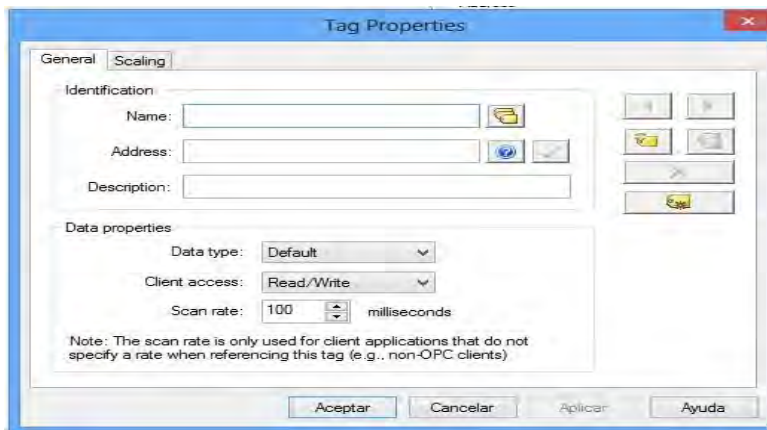 Tag Properties
General Scaling
Identification
Name:
Address:
Description:
Data properties
Data type: Default
Client access: Read/Write
Scan rate: 100 milliseconds
Note: The scan rate is only used for client applications that do not
specify a rate when referencing this tag (e.g., non-OPC clients)
Aceptar Cancelar Aplicar Ayuda